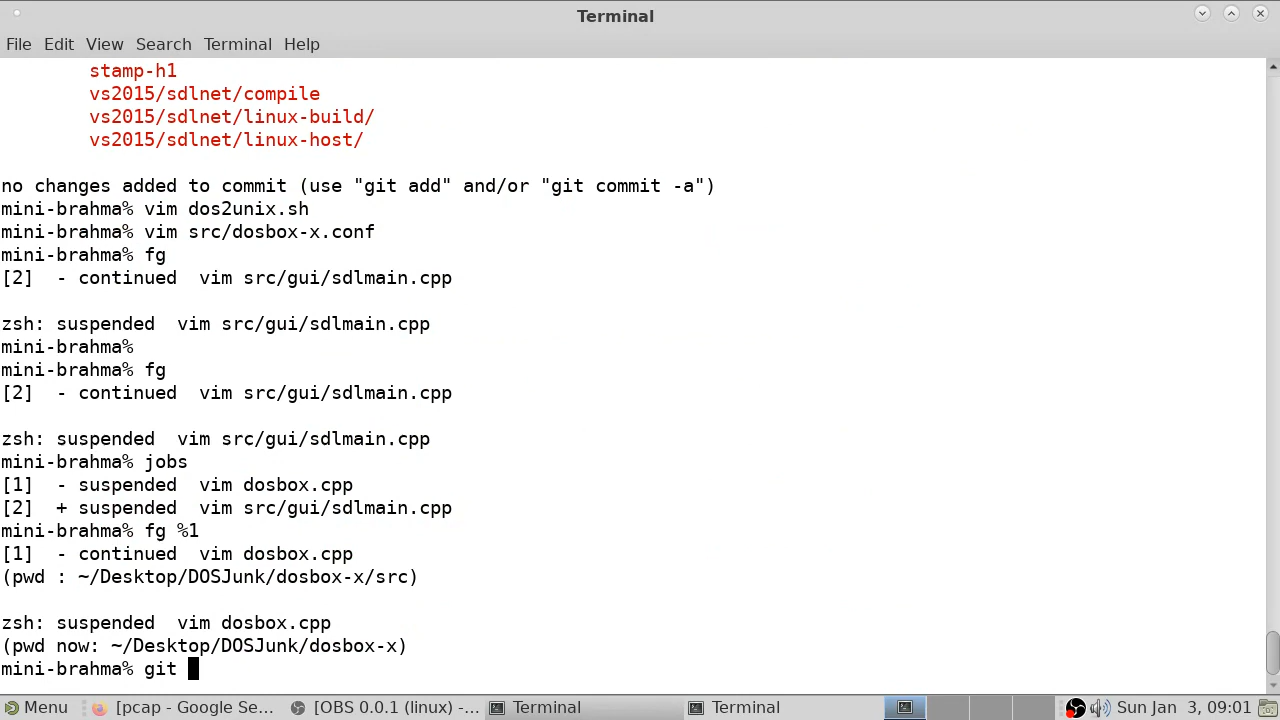 Terminal
File Edit View Search Terminal Help
stamp-h1
vs2015/sdlnet/compile
vs2015/sdlnet/linux-build/
vs2015/sdlnet/linux-host/
no changes added to commit (use "git add" and/or "git commit -a")
mini-brahma% vim dos2unix.sh
mini-brahma% vim src/dosbox-x.conf
mini-brahma% fg
[2]  - continued  vim src/gui/sdlmain.cpp
zsh: suspended  vim src/gui/sdlmain.cpp
mini-brahma%
mini-brahma% fg
[2]  - continued  vim src/gui/sdlmain.cpp
zsh: suspended  vim src/gui/sdlmain.cpp
mini-brahma% jobs
[1]  - suspended  vim dosbox.cpp
[2]  + suspended  vim src/gui/sdlmain.cpp
mini-brahma% fg %1
[1]  - continued  vim dosbox.cpp
(pwd : ~/Desktop/DOSJunk/dosbox-x/src)
zsh: suspended  vim dosbox.cpp
(pwd now: ~/Desktop/DOSJunk/dosbox-x)
mini-brahma% git
Menu [pcap - Google Se... [OBS 0.0.1 (linux) -... Terminal Terminal Sun Jan 3, 09:01